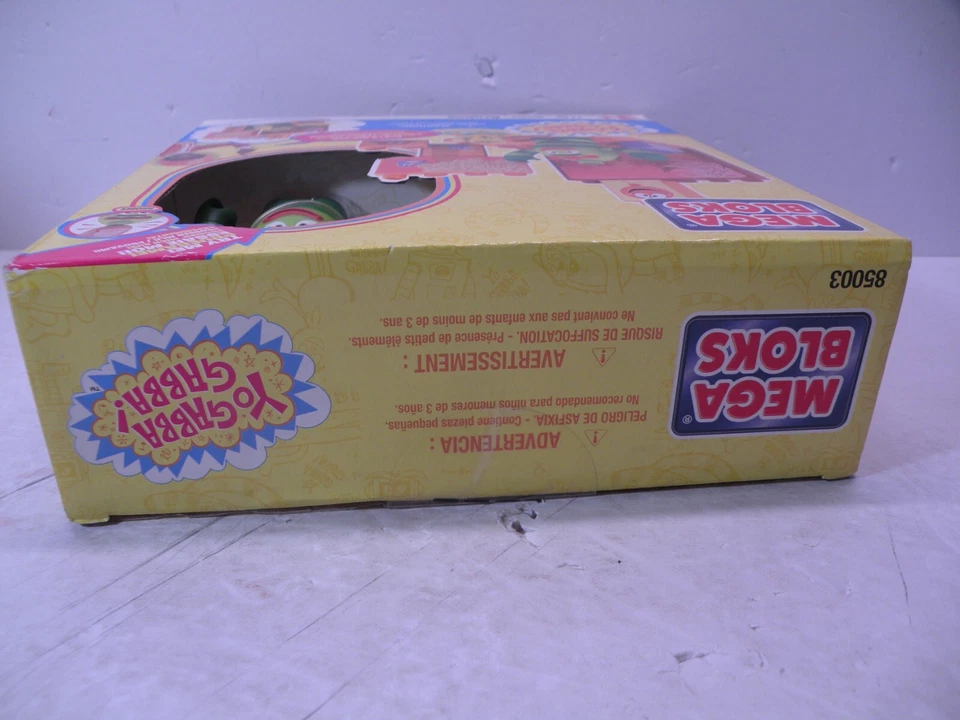 MEGA
BLOKS
®
ADVERTENCIA :
PELIGRO DE ASFIXIA - Contiene piezas pequeñas.
No recomendado para niños menores de 3 años.
AVERTISSEMENT :
RISQUE DE SUFFOCATION. - Présence de petits éléments.
Ne convient pas aux enfants de moins de 3 ans.
YO GABBA
GABBA!
™
85003
MEGA
BLOKS